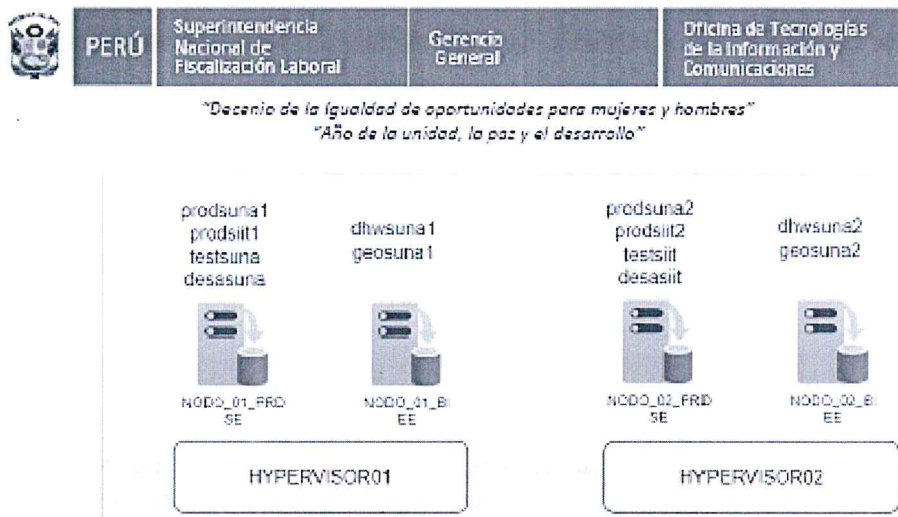 PERÚ
Superintendencia
Nacional de
Fiscalización Laboral
Gerencia
General
Oficina de Tecnologías
de la Información y
Comunicaciones
"Decenio de la Igualdad de oportunidades para mujeres y hombres"
"Año de la unidad, la paz y el desarrollo"
prodsuna1
prodsiit1
testsuna
desasuna
dhwsuna1
geosuna1
prodsuna2
prodsiit2
testsiit
desasiit
dhwsuna2
geosuna2
NODO_01_PRD
SE
NODO_01_BI
EE
NODO_02_PRD
SE
NODO_02_BI
EE
HYPERVISOR01
HYPERVISOR02